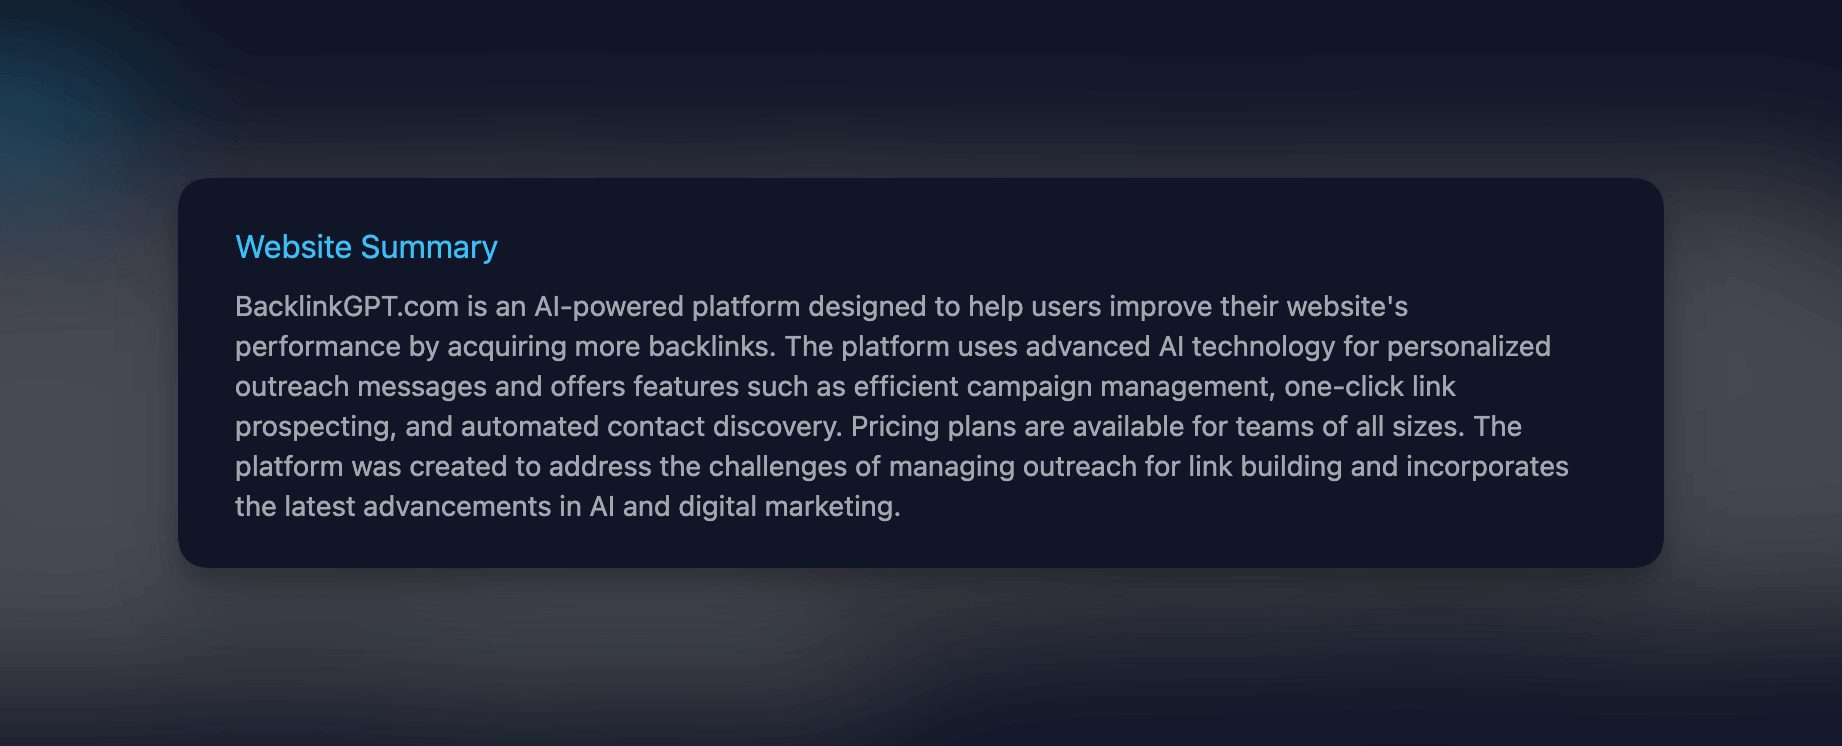 Website Summary
BacklinkGPT.com is an AI-powered platform designed to help users improve their website's
performance by acquiring more backlinks. The platform uses advanced AI technology for personalized
outreach messages and offers features such as efficient campaign management, one-click link
prospecting, and automated contact discovery. Pricing plans are available for teams of all sizes. The
platform was created to address the challenges of managing outreach for link building and incorporates
the latest advancements in AI and digital marketing.